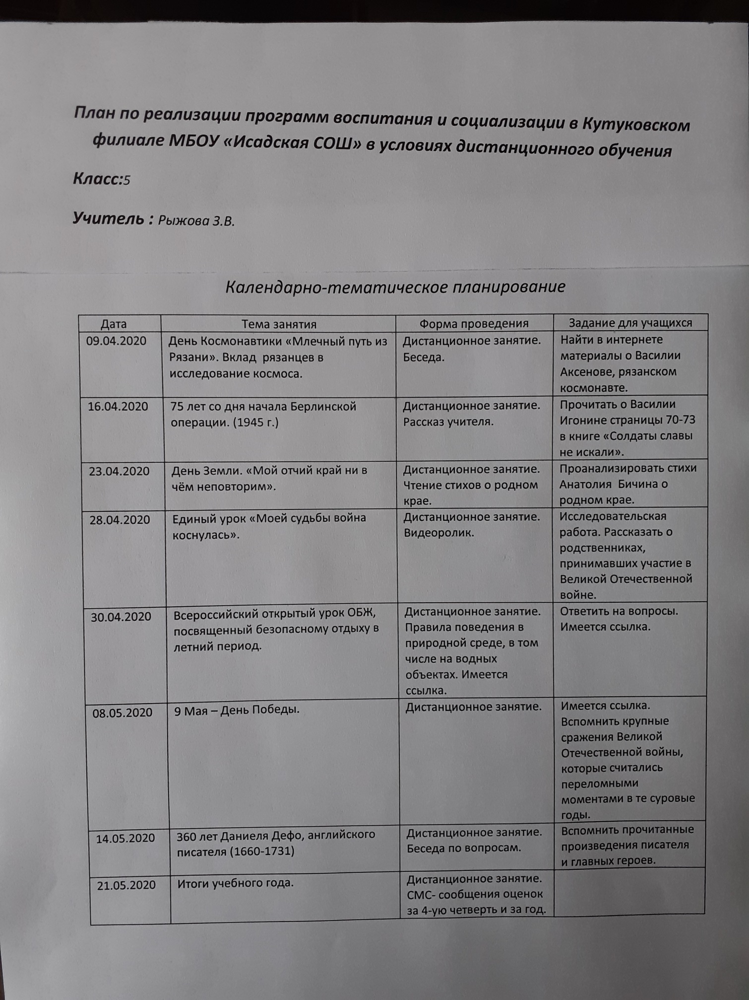 План по реализации программ воспитания и социализации в Кутуковском
филиале МБОУ «Исадская СОШ» в условиях дистанционного обучения
Класс:5
Учитель : Рыжова З.В.
Календарно-тематическое планирование
Дата
Тема занятия
Форма проведения
Задание для учащихся
09.04.2020
День Космонавтики «Млечный путь из
Рязани». Вклад рязанцев в
исследование космоса.
Дистанционное занятие.
Беседа.
Найти в интернете
материалы о Василии
Аксенове, рязанском
космонавте.
16.04.2020
75 лет со дня начала Берлинской
операции. (1945 г.)
Дистанционное занятие.
Рассказ учителя.
Прочитать о Василии
Игонине страницы 70-73
в книге «Солдаты славы
не искали».
23.04.2020
День Земли. «Мой отчий край ни в
чём неповторим».
Дистанционное занятие.
Чтение стихов о родном
крае.
Проанализировать стихи
Анатолия Бичина о
родном крае.
28.04.2020
Единый урок «Моей судьбы война
коснулась».
Дистанционное занятие.
Видеоролик.
Исследовательская
работа. Рассказать о
родственниках,
принимавших участие в
Великой Отечественной
войне.
30.04.2020
Всероссийский открытый урок ОБЖ,
посвященный безопасному отдыху в
летний период.
Дистанционное занятие.
Правила поведения в
природной среде, в том
числе на водных
объектах. Имеется
ссылка.
Ответить на вопросы.
Имеется ссылка.
08.05.2020
9 Мая – День Победы.
Дистанционное занятие.
Имеется ссылка.
Вспомнить крупные
сражения Великой
Отечественной войны,
которые считались
переломными
моментами в те суровые
годы.
14.05.2020
360 лет Даниеля Дефо, английского
писателя (1660-1731)
Дистанционное занятие.
Беседа по вопросам.
Вспомнить прочитанные
произведения писателя
и главных героев.
21.05.2020
Итоги учебного года.
Дистанционное занятие.
СМС- сообщения оценок
за 4-ую четверть и за год.